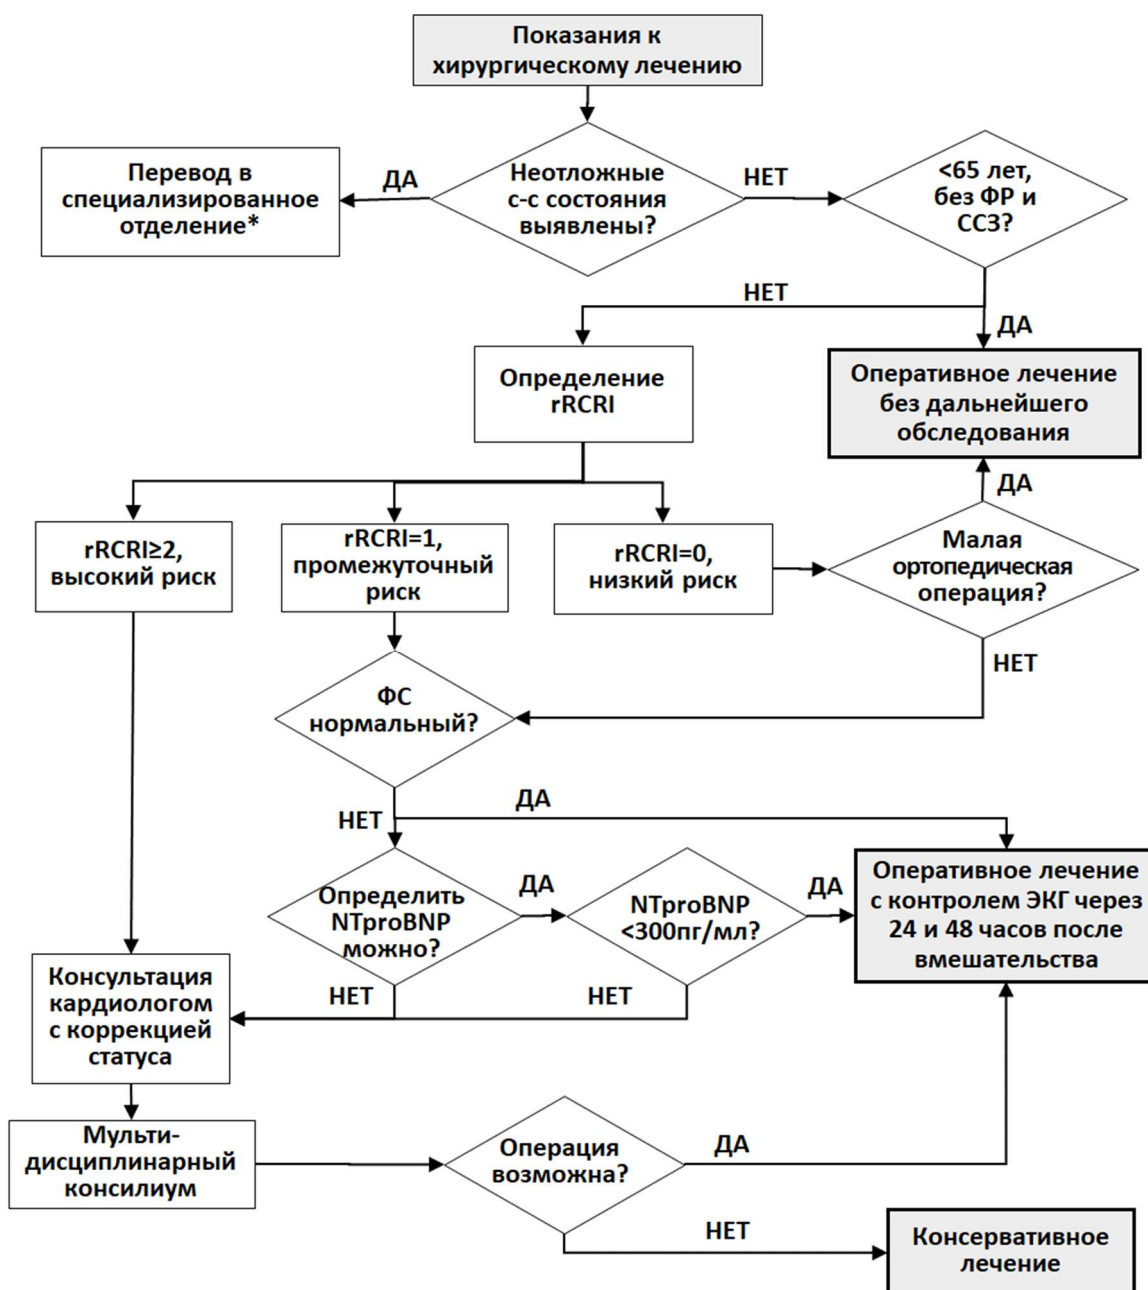 Показания к
хирургическому лечению
Перевод в
специализированное
отделение*
ДА
Неотложные
с-с состояния
выявлены?
НЕТ
<65 лет,
без ФР и
ССЗ?
НЕТ
ДА
Определение
rRCRI
Оперативное лечение
без дальнейшего
обследования
ДА
rRCRI≥2,
высокий риск
rRCRI=1,
промежуточный
риск
rRCRI=0,
низкий риск
Малая
ортопедическая
операция?
НЕТ
ФС
нормальный?
ДА
НЕТ
Определить
NTproBNP
можно?
ДА
NTproBNP
<300пг/мл?
ДА
Оперативное лечение
с контролем ЭКГ через
24 и 48 часов после
вмешательства
НЕТ
НЕТ
Консультация
кардиологом
с коррекцией
статуса
Мульти-
дисциплинарный
консилиум
Операция
возможна?
ДА
НЕТ
Консервативное
лечение